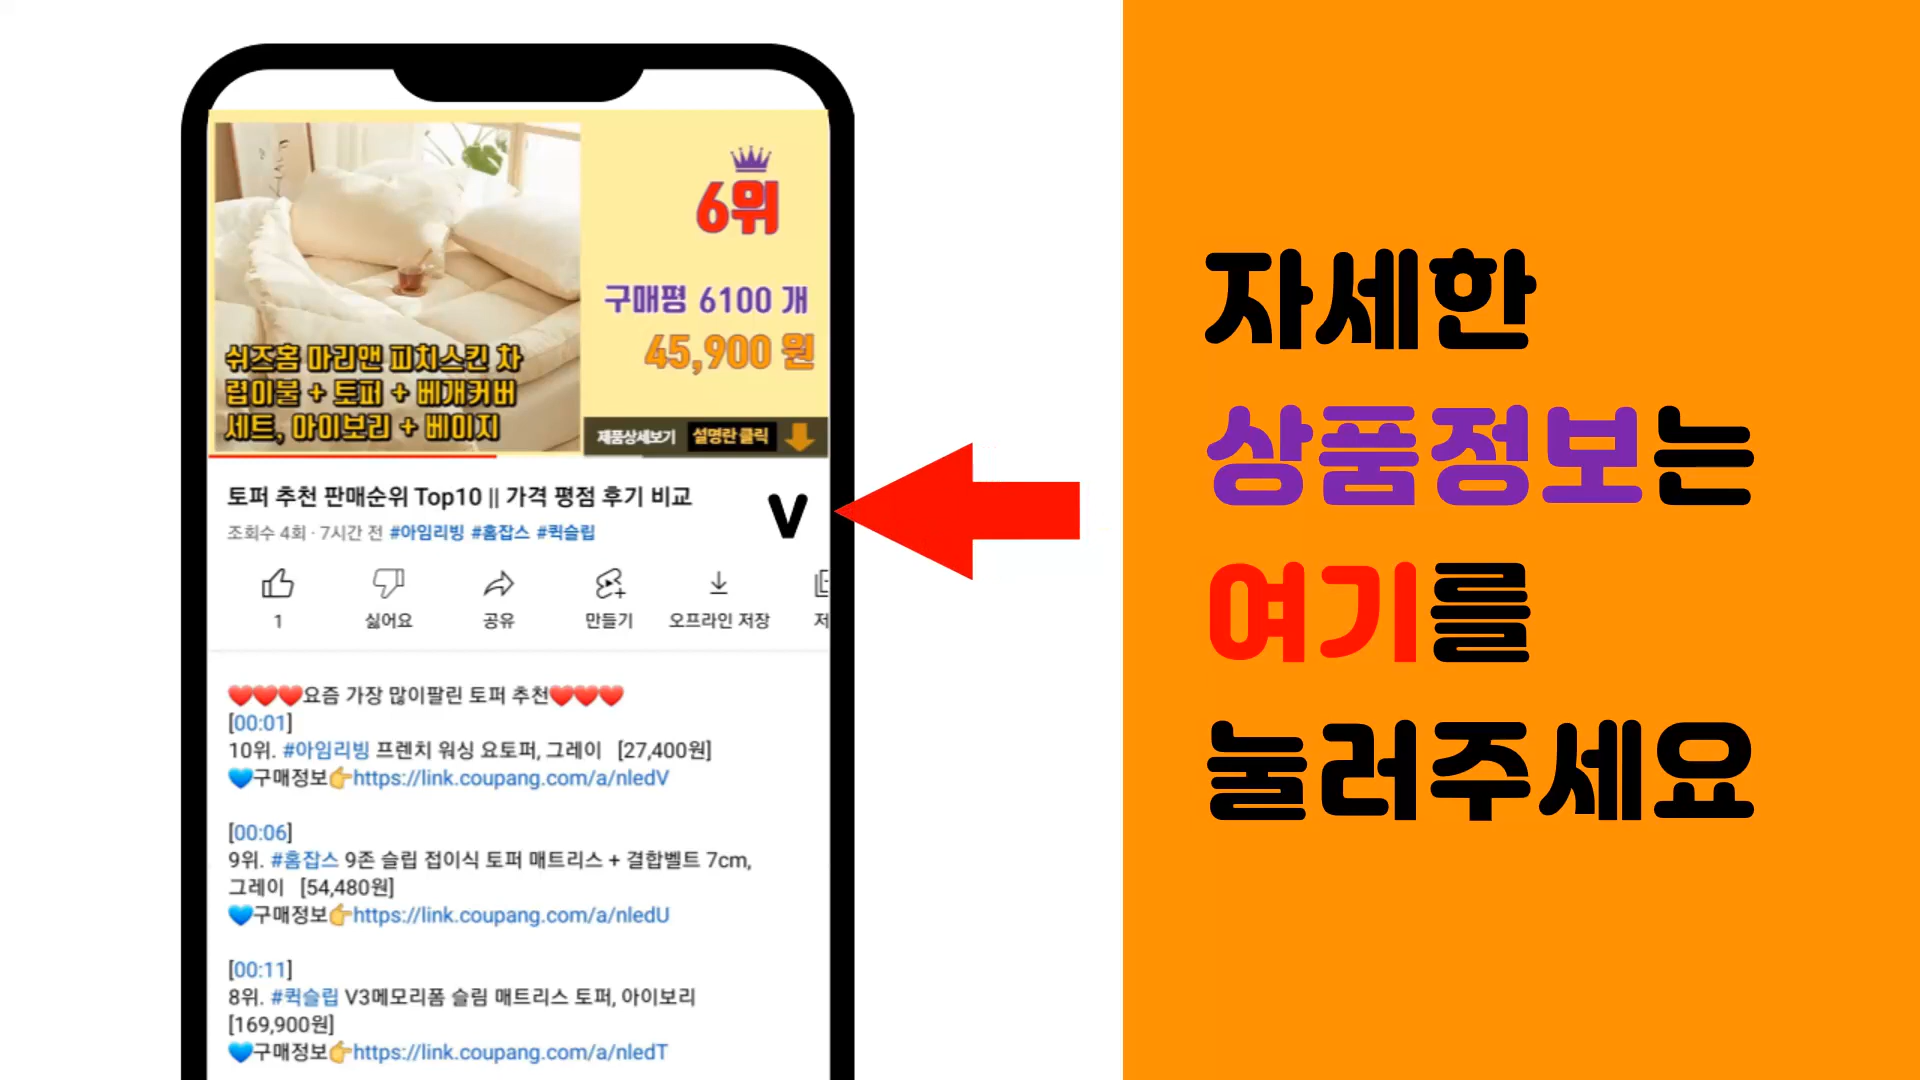 6위
구매평 6100 개
45,900 원
쉬즈홈 마리앤 피치스킨 차
렵이불 + 토퍼 + 베개커버
세트, 아이보리 + 베이지
제품상세보기 설명란 클릭
토퍼 추천 판매순위 Top10 || 가격 평점 후기 비교
V
조회수 4회 · 7시간 전 #아임리빙 #홈잡스 #퀵슬립
1 싫어요 공유 만들기 오프라인 저장 저
❤❤❤요즘 가장 많이팔린 토퍼 추천❤❤❤
[00:01]
10위. #아임리빙 프렌치 워싱 요토퍼, 그레이 [27,400원]
💙구매정보👉https://link.coupang.com/a/nledV
[00:06]
9위. #홈잡스 9존 슬립 접이식 토퍼 매트리스 + 결합벨트 7cm,
그레이 [54,480원]
💙구매정보👉https://link.coupang.com/a/nledU
[00:11]
8위. #퀵슬립 V3메모리폼 슬림 매트리스 토퍼, 아이보리
[169,900원]
💙구매정보👉https://link.coupang.com/a/nledT
자세한
상품정보는
여기를
눌러주세요